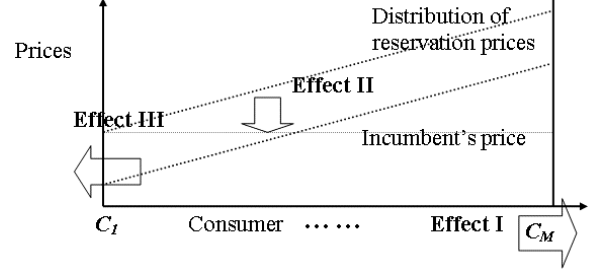 Distribution of
reservation prices
Prices
Effect II
Effect III
Incumbent's price
C1 Consumer ...... Effect I CM